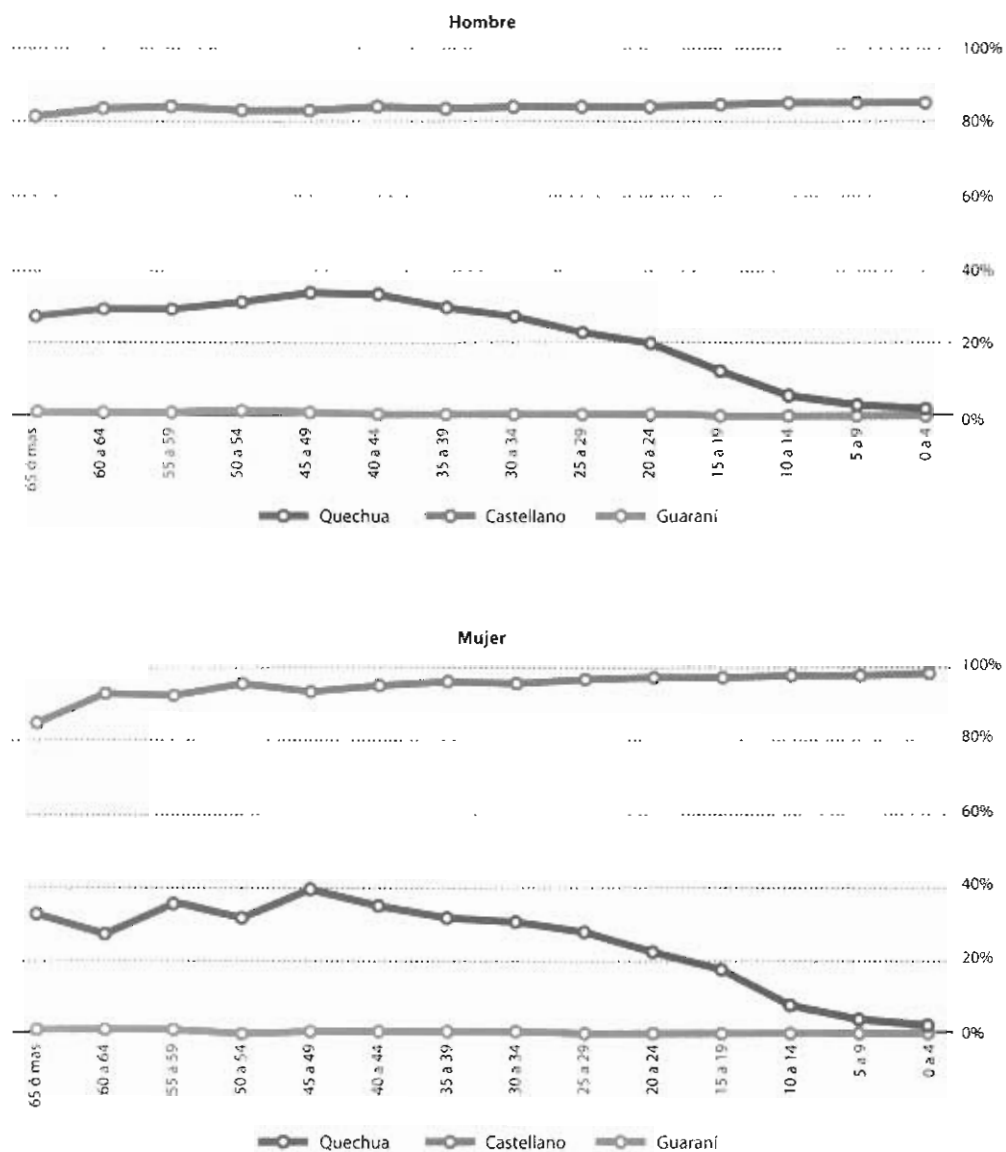 Hombre
100%
80%
60%
40%
20%
0%
65 ó mas
60 a 64
55 a 59
50 a 54
45 a 49
40 a 44
35 a 39
30 a 34
25 a 29
20 a 24
15 a 19
10 a 14
5 a 9
0 a 4
Quechua Castellano Guaraní
Mujer
100%
80%
60%
40%
20%
0%
65 ó mas
60 a 64
55 a 59
50 a 54
45 a 49
40 a 44
35 a 39
30 a 34
25 a 29
20 a 24
15 a 19
10 a 14
5 a 9
0 a 4
Quechua Castellano Guaraní